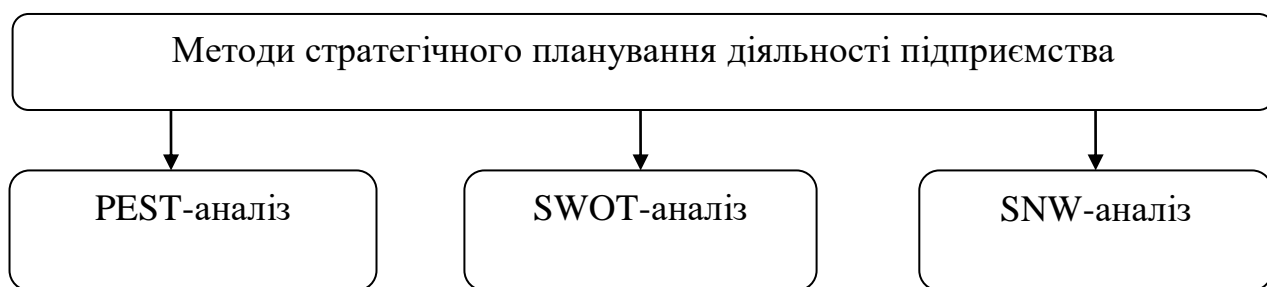 Методи стратегічного планування діяльності підприємства
PEST-аналіз
SWOT-аналіз
SNW-аналіз